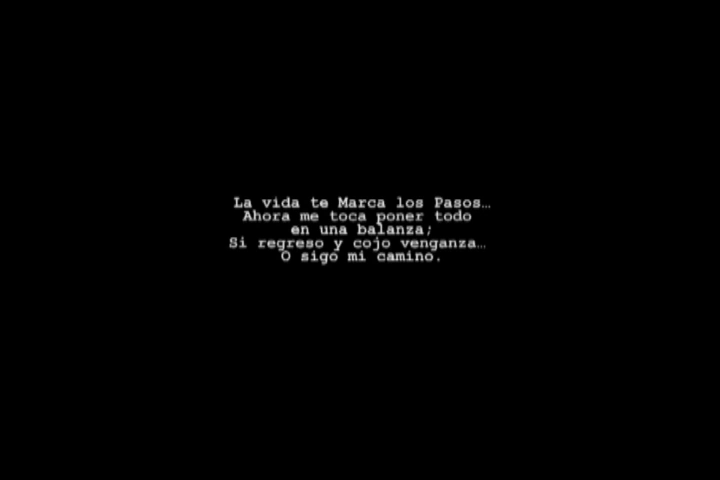 La vida te Marca los Pasos…
Ahora me toca poner todo
en una balanza;
Si regreso y cojo venganza…
O sigo mi camino.